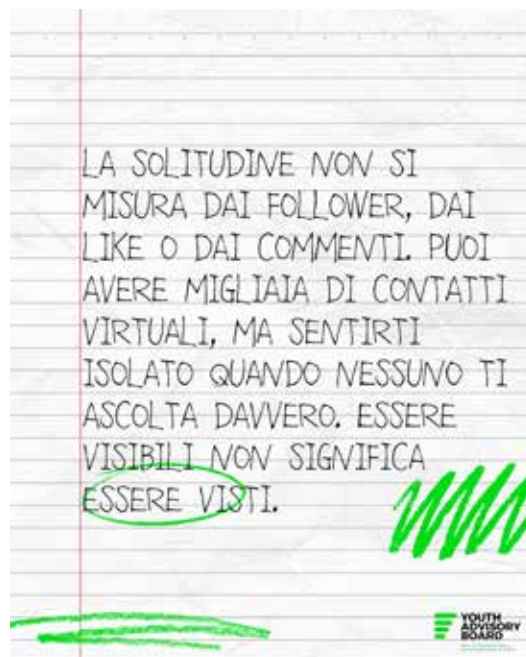 LA SOLITUDINE NON SI
MISURA DAI FOLLOWER, DAI
LIKE O DAI COMMENTI. PUOI
AVERE MIGLIAIA DI CONTATTI
VIRTUALI, MA SENTIRTI
ISOLATO QUANDO NESSUNO TI
ASCOLTA DAVVERO. ESSERE
VISIBILI NON SIGNIFICA
ESSERE VISTI.
YOUTH
ADVISORY
BOARD